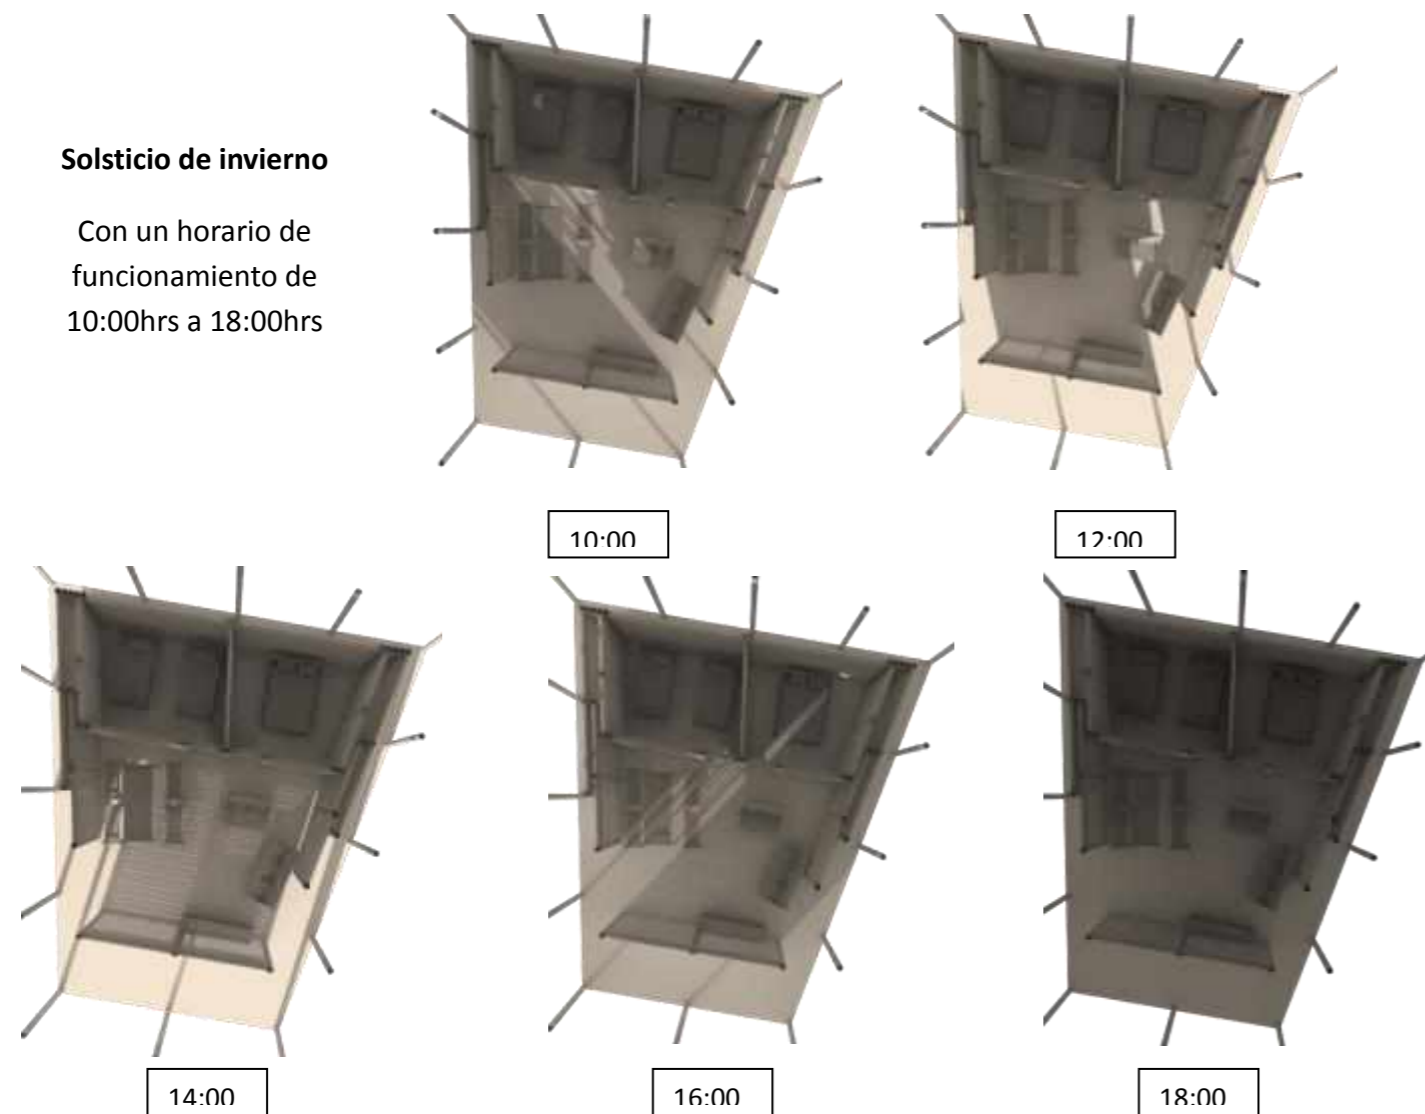 Solsticio de invierno
Con un horario de
funcionamiento de
10:00hrs a 18:00hrs
10:00
12:00
14:00
16:00
18:00